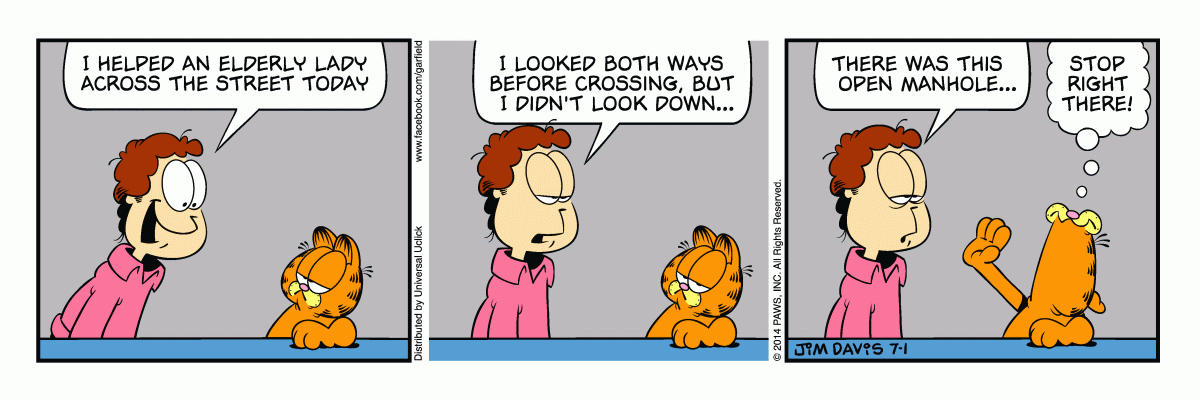 I HELPED AN ELDERLY LADY
ACROSS THE STREET TODAY
www.facebook.com/garfield
Distributed by Universal Uclick
I LOOKED BOTH WAYS
BEFORE CROSSING, BUT
I DIDN'T LOOK DOWN...
© 2014 PAWS, INC. All Rights Reserved.
THERE WAS THIS
OPEN MANHOLE...
STOP
RIGHT
THERE!
JIM DAVIS 7-1